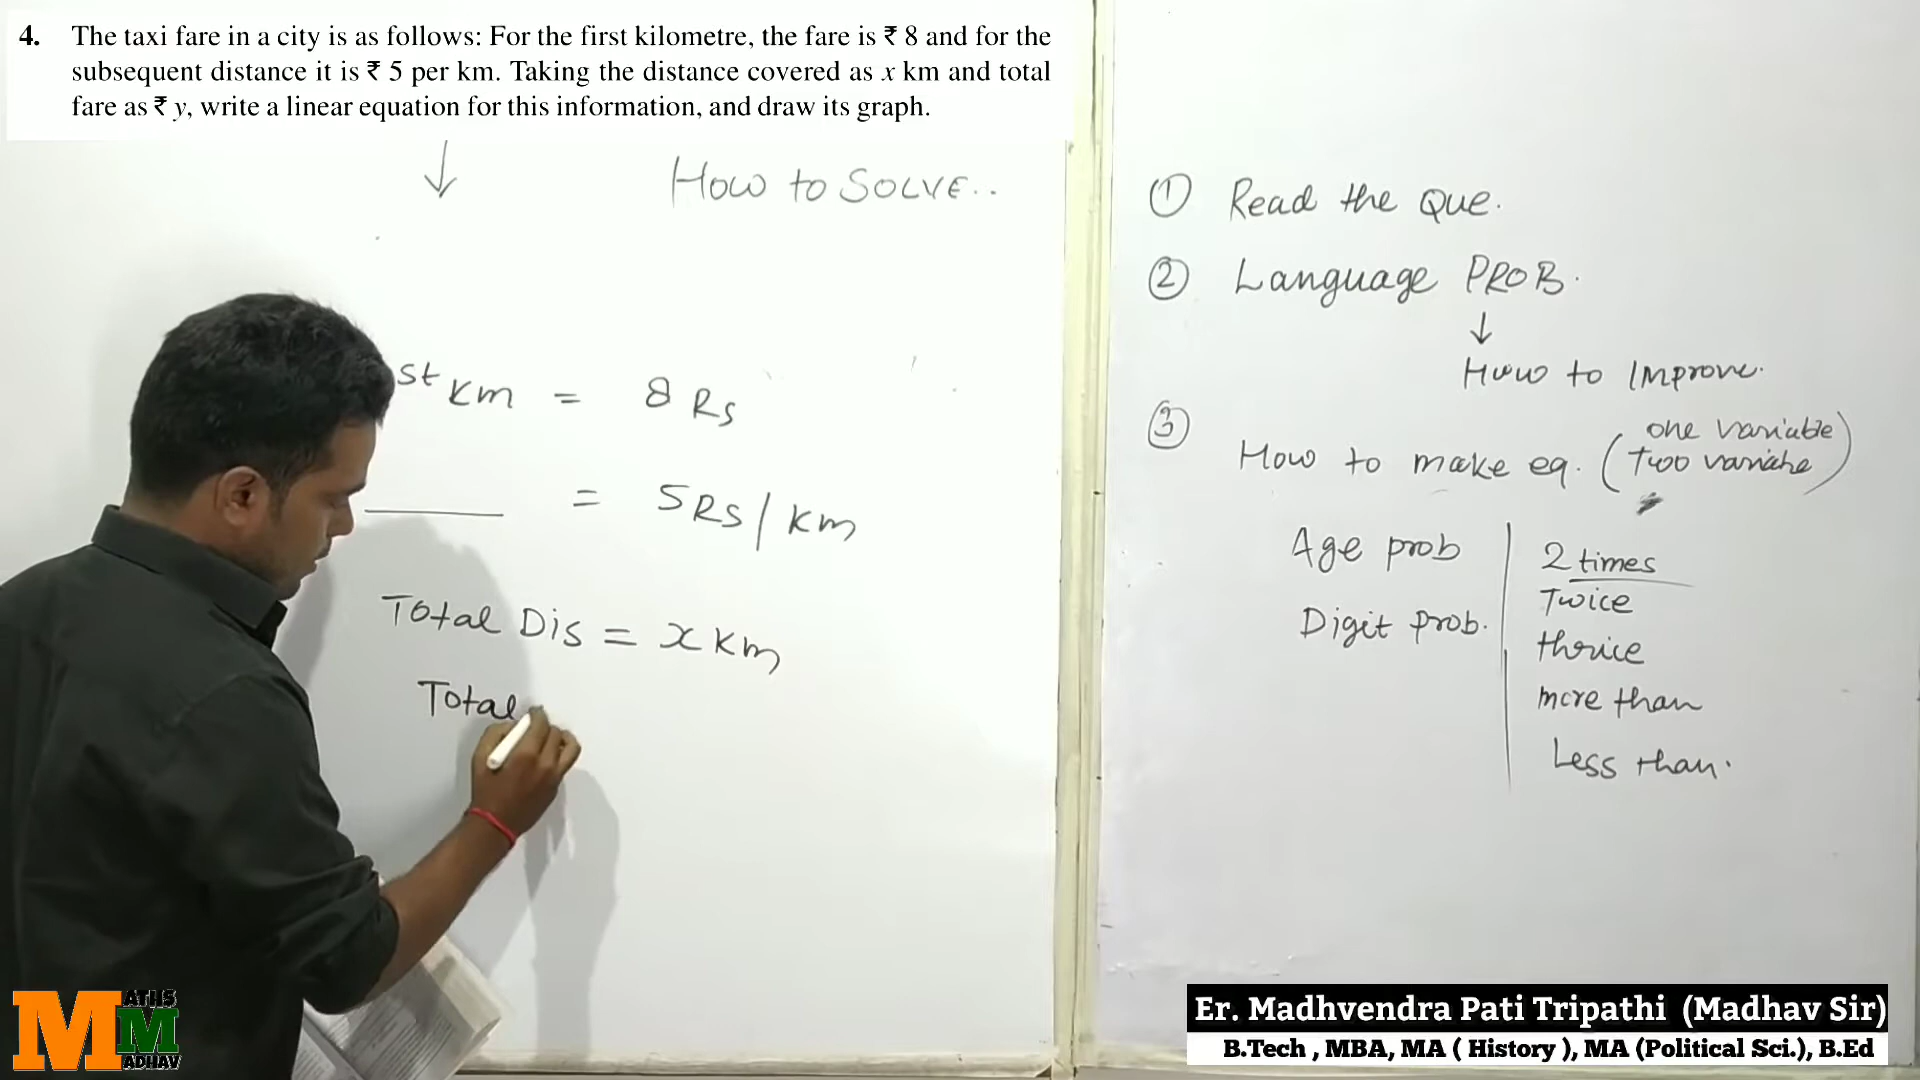 4. The taxi fare in a city is as follows: For the first kilometre, the fare is ₹ 8 and for the
subsequent distance it is ₹ 5 per km. Taking the distance covered as x km and total
fare as ₹ y, write a linear equation for this information, and draw its graph.
↓ How to SOLVE..
st km = 8 Rs
= 5 Rs/km
Total Dis = x km
Total
① Read the Que.
② Language PROB.
↓
How to Improve.
③ How to make eq. (one variable
Two variable)
Age prob
Digit prob.
2 times
Twice
thrice
more than
Less than.
MATHS
MADHAV
Er. Madhvendra Pati Tripathi (Madhav Sir)
B.Tech , MBA, MA ( History ), MA (Political Sci.), B.Ed